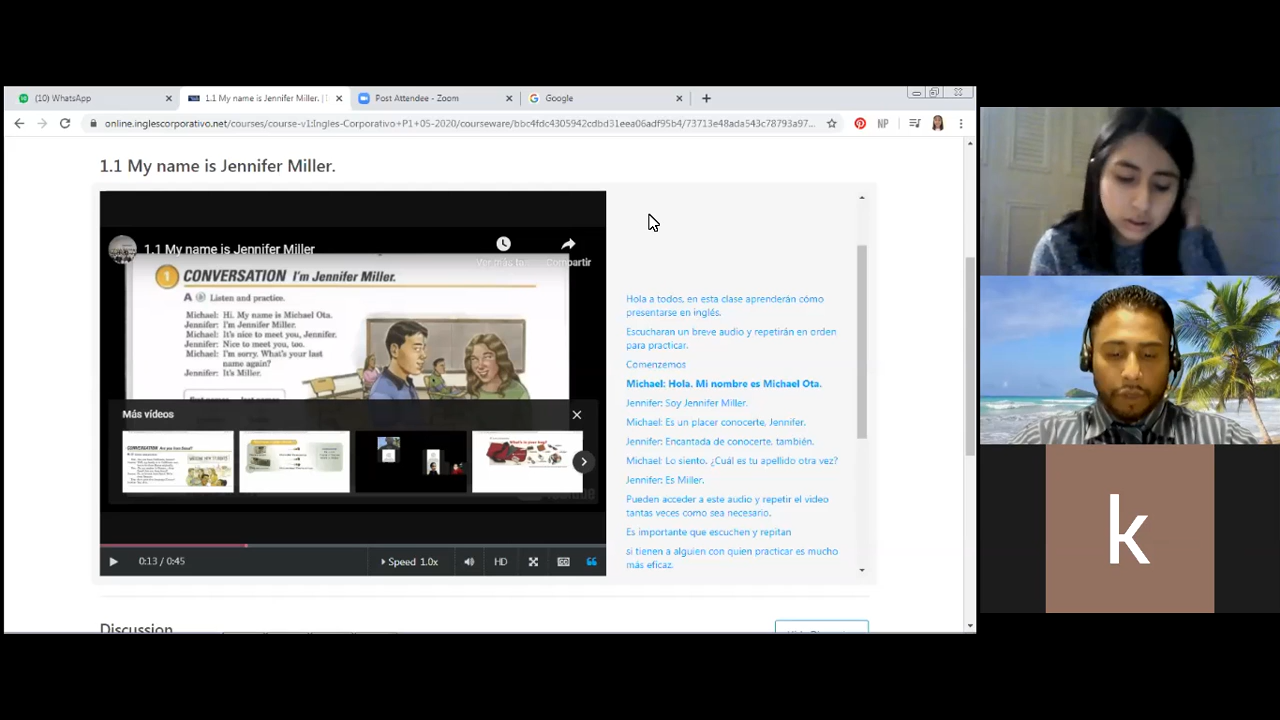 (10) WhatsApp
1.1 My name is Jennifer Miller. |
Post Attendee - Zoom
Google
online.inglescorporativo.net/courses/course-v1:Ingles-Corporativo+P1+05-2020/courseware/bbc4fdc4305942cdbd31eea06adf95b4/73713e48ada543c78793a97...
NP
1.1 My name is Jennifer Miller.
1.1 My name is Jennifer Miller
Ver más ta...
Compartir
1 CONVERSATION I'm Jennifer Miller.
A Listen and practice.
Michael: Hi. My name is Michael Ota.
Jennifer: I'm Jennifer Miller.
Michael: It's nice to meet you, Jennifer.
Jennifer: Nice to meet you, too.
Michael: I'm sorry. What's your last
name again?
Jennifer: It's Miller.
Más vídeos
0:13 / 0:45
Speed 1.0x
HD
Hola a todos, en esta clase aprenderán cómo
presentarse en inglés.
Escucharan un breve audio y repetirán en orden
para practicar.
Comenzemos
Michael: Hola. Mi nombre es Michael Ota.
Jennifer: Soy Jennifer Miller.
Michael: Es un placer conocerte, Jennifer.
Jennifer: Encantada de conocerte, también.
Michael: Lo siento. ¿Cuál es tu apellido otra vez?
Jennifer: Es Miller.
Pueden acceder a este audio y repetir el video
tantas veces como sea necesario.
Es importante que escuchen y repitan
si tienen a alguien con quien practicar es mucho
más eficaz.
Discussion
k